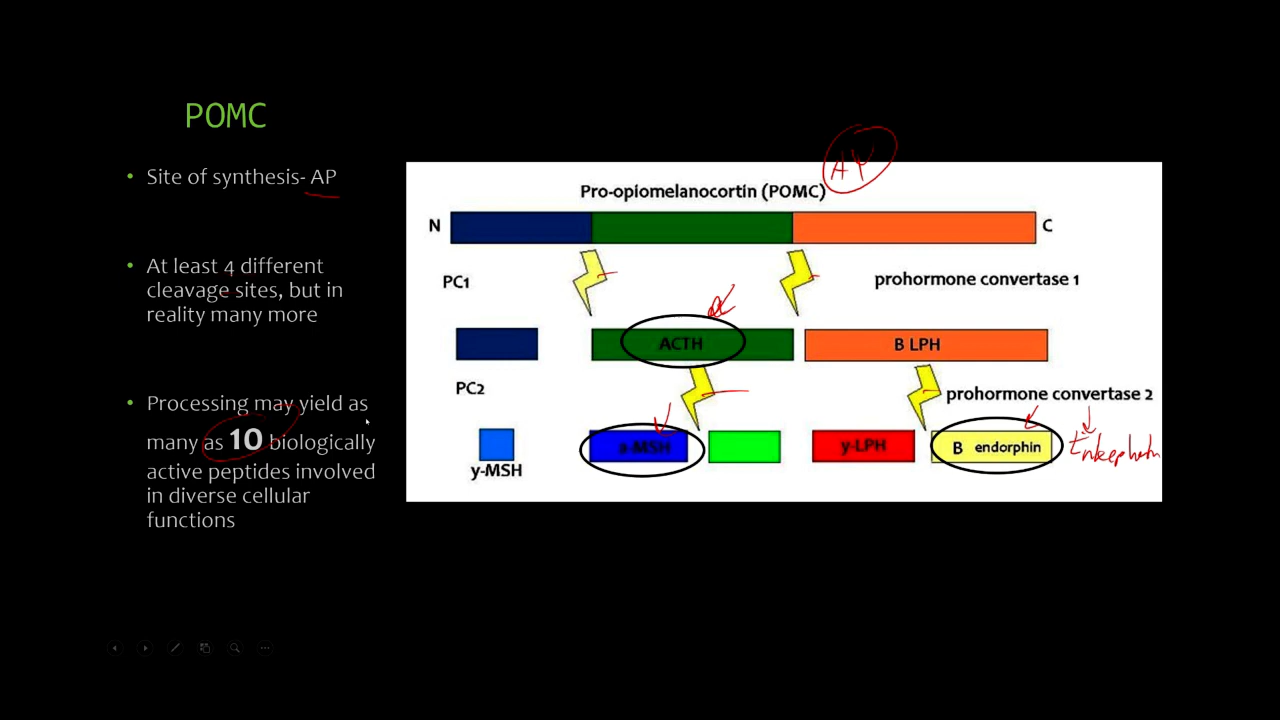 POMC
• Site of synthesis- AP
• At least 4 different
cleavage sites, but in
reality many more
• Processing may yield as
many as 10 biologically
active peptides involved
in diverse cellular
functions
Pro-opiomelanocortin (POMC)
N
C
PC1
prohormone convertase 1
ACTH
B LPH
PC2
prohormone convertase 2
a-MSH
γ-LPH
B endorphin
γ-MSH